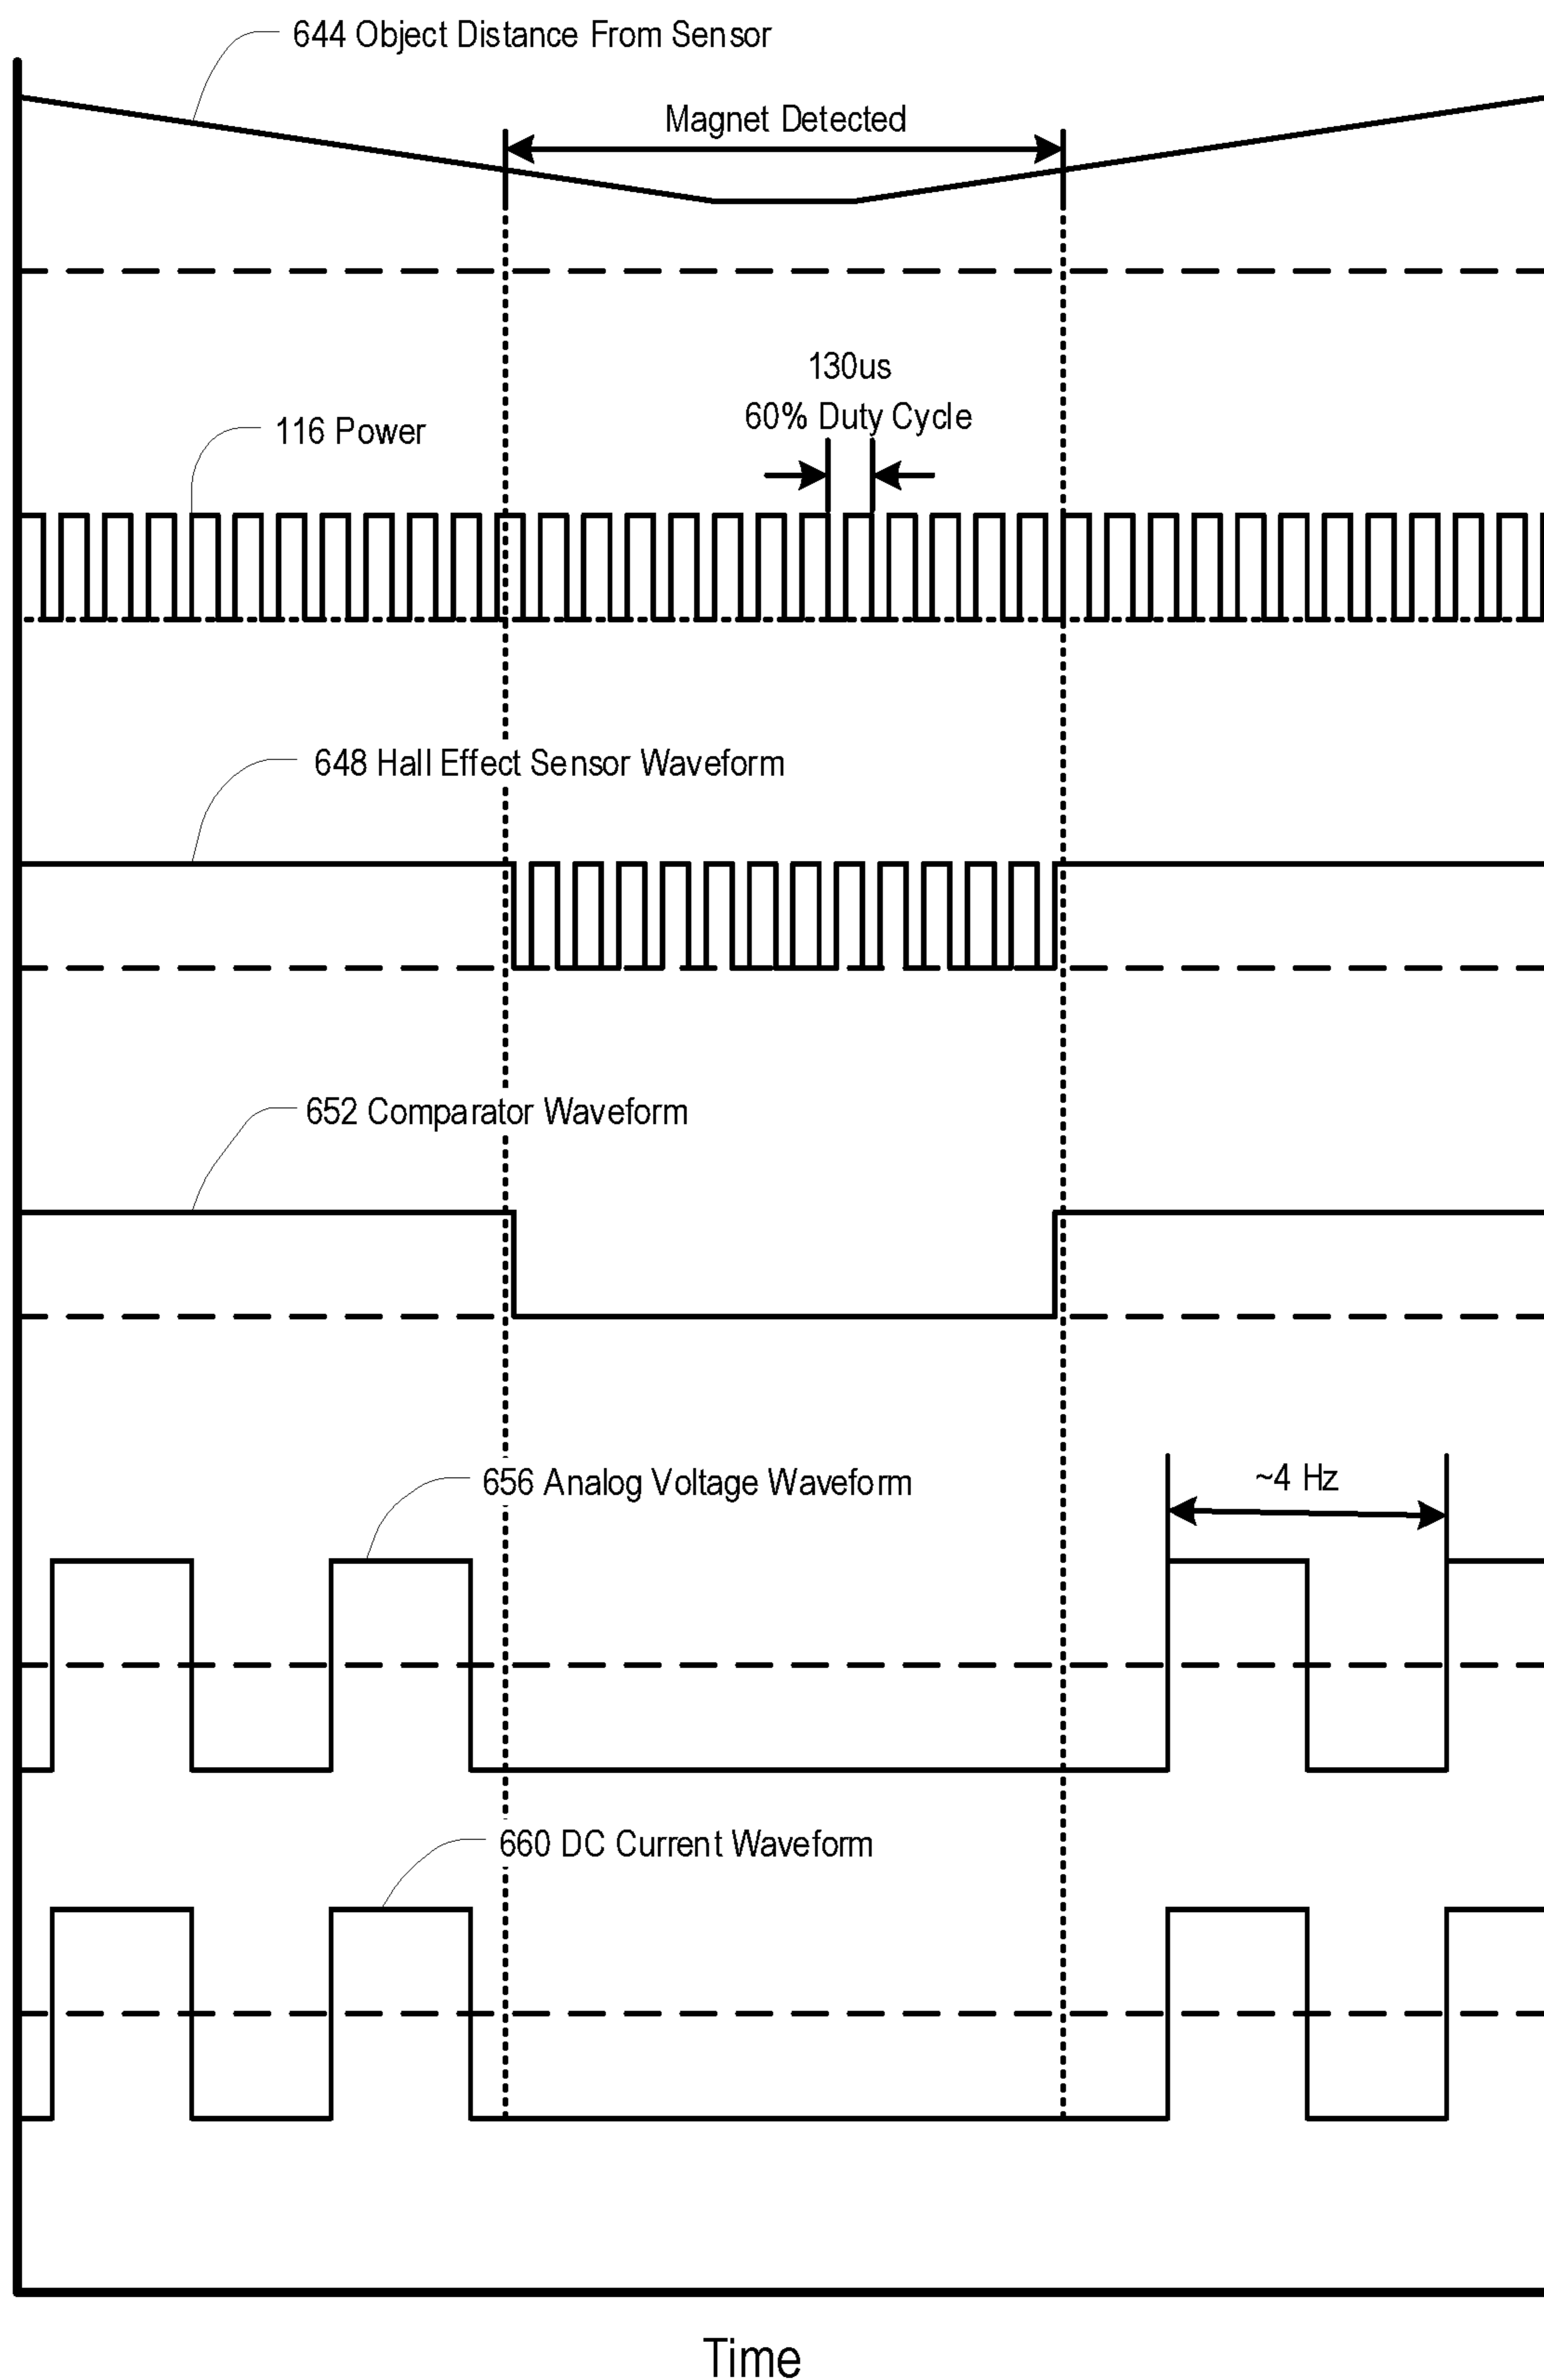 644 Object Distance From Sensor
Magnet Detected
130us
60% Duty Cycle
116 Power
648 Hall Effect Sensor Waveform
652 Comparator Waveform
656 Analog Voltage Waveform
~4 Hz
660 DC Current Waveform
Time